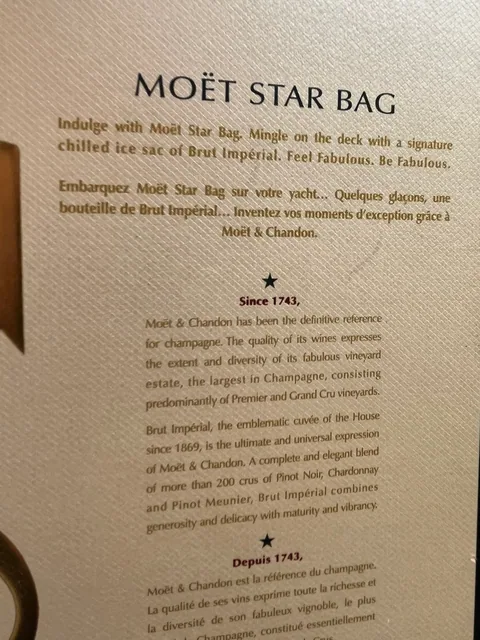 MOËT STAR BAG
Indulge with Moët Star Bag. Mingle on the deck with a signature
chilled ice sac of Brut Impérial. Feel Fabulous. Be Fabulous.
Embarquez Moët Star Bag sur votre yacht... Quelques glaçons, une
bouteille de Brut Impérial... Inventez vos moments d'exception grâce à
Moët & Chandon.
Since 1743,
Moët & Chandon has been the definitive reference
for champagne. The quality of its wines expresses
the extent and diversity of its fabulous vineyard
estate, the largest in Champagne, consisting
predominantly of Premier and Grand Cru vineyards.
Brut Impérial, the emblematic cuvée of the House
since 1869, is the ultimate and universal expression
of Moët & Chandon. A complete and elegant blend
of more than 200 crus of Pinot Noir, Chardonnay
and Pinot Meunier, Brut Impérial combines
generosity and delicacy with maturity and vibrancy.
Depuis 1743,
Moët & Chandon est la référence du champagne.
La qualité de ses vins exprime toute la richesse et
la diversité de son fabuleux vignoble, le plus
Champagne, constitué essentiellement